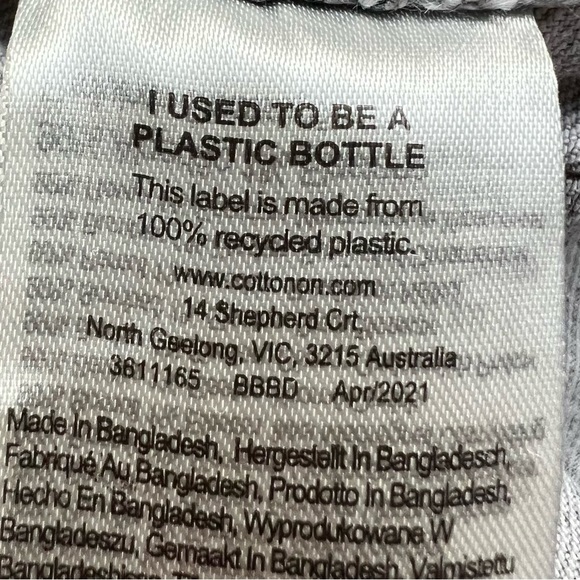 I USED TO BE A
PLASTIC BOTTLE
This label is made from
100% recycled plastic.
www.cottonon.com
14 Shepherd Crt.
North Geelong, VIC, 3215 Australia
3611165 BBBD Apr/2021
Made In Bangladesh, Hergestellt In Bangladesch,
Fabriqué Au Bangladesh, Prodotto In Bangladesh,
Hecho En Bangladesh, Wyprodukowane W
Bangladeszu, Gemaakt In Bangladesh, Valmistettu